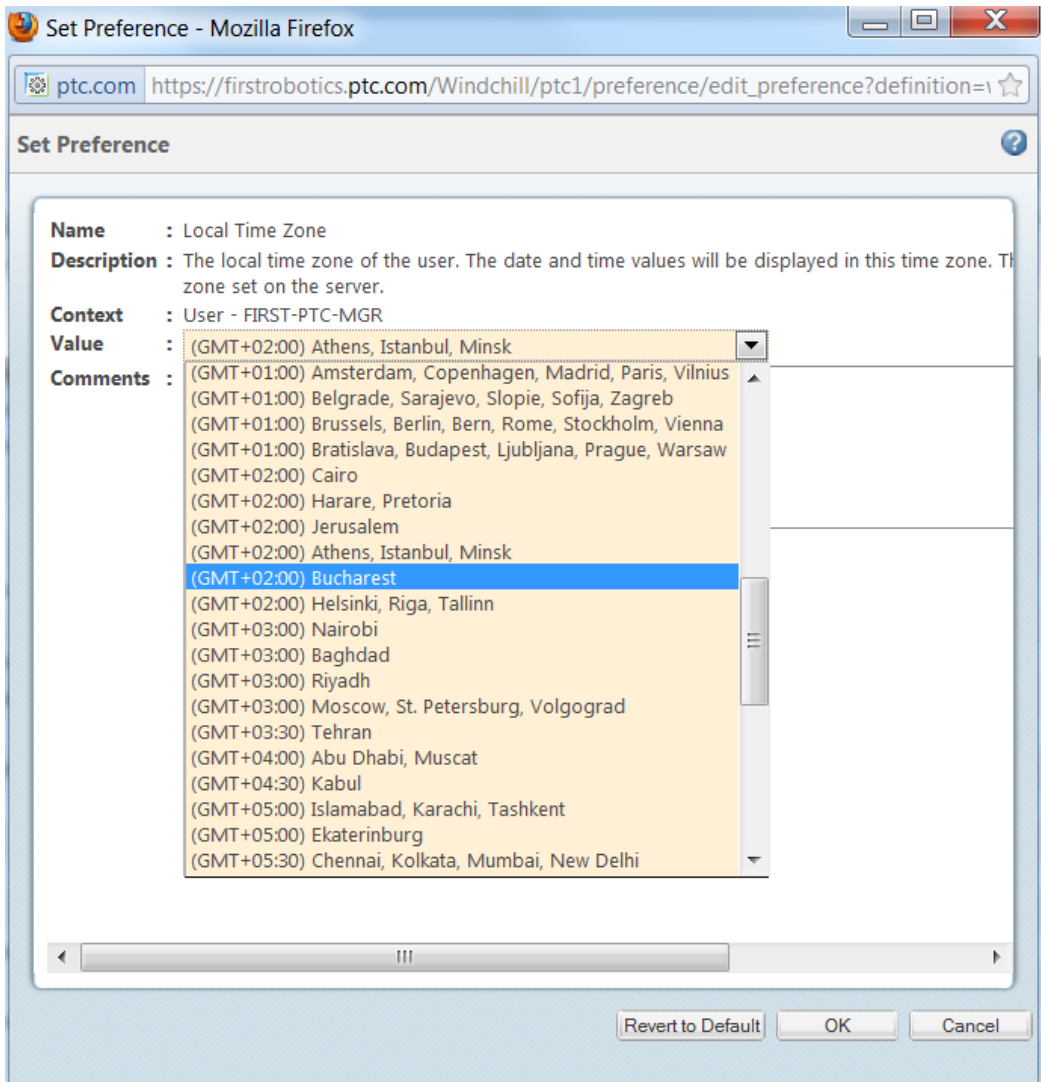 Set Preference - Mozilla Firefox
ptc.com https://firstrobotics.ptc.com/Windchill/ptc1/preference/edit_preference?definition=
Set Preference
Name : Local Time Zone
Description : The local time zone of the user. The date and time values will be displayed in this time zone.
zone set on the server.
Context : User - FIRST-PTC-MGR
Value : (GMT+02:00) Athens, Istanbul, Minsk
Comments :
(GMT+01:00) Amsterdam, Copenhagen, Madrid, Paris, Vilnius
(GMT+01:00) Belgrade, Sarajevo, Slopie, Sofija, Zagreb
(GMT+01:00) Brussels, Berlin, Bern, Rome, Stockholm, Vienna
(GMT+01:00) Bratislava, Budapest, Ljubljana, Prague, Warsaw
(GMT+02:00) Cairo
(GMT+02:00) Harare, Pretoria
(GMT+02:00) Jerusalem
(GMT+02:00) Athens, Istanbul, Minsk
(GMT+02:00) Bucharest
(GMT+02:00) Helsinki, Riga, Tallinn
(GMT+03:00) Nairobi
(GMT+03:00) Baghdad
(GMT+03:00) Riyadh
(GMT+03:00) Moscow, St. Petersburg, Volgograd
(GMT+03:30) Tehran
(GMT+04:00) Abu Dhabi, Muscat
(GMT+04:30) Kabul
(GMT+05:00) Islamabad, Karachi, Tashkent
(GMT+05:00) Ekaterinburg
(GMT+05:30) Chennai, Kolkata, Mumbai, New Delhi
Revert to Default OK Cancel